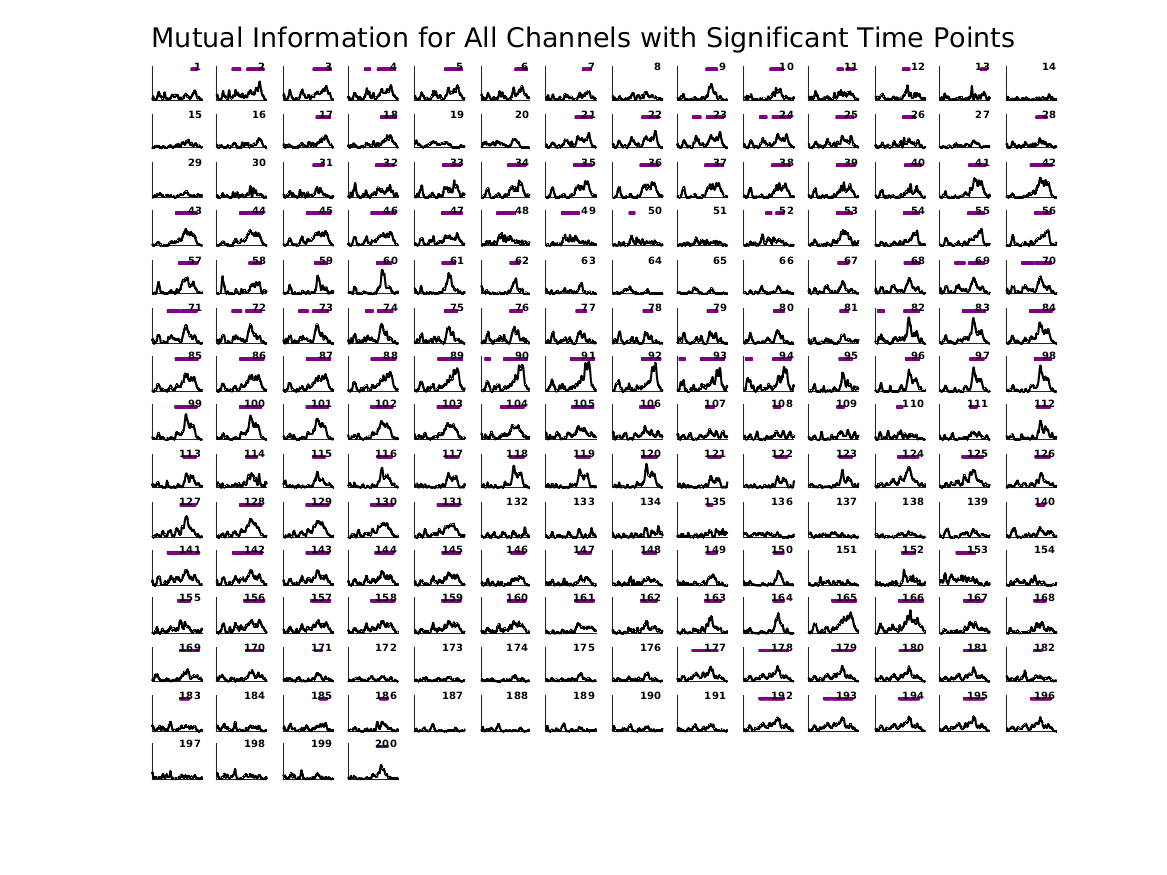 Mutual Information for All Channels with Significant Time Points
1 2 3 4 5 6 7 8 9 10 11 12 13 14
15 16 17 18 19 20 21 22 23 24 25 26 27 28
29 30 31 32 33 34 35 36 37 38 39 40 41 42
43 44 45 46 47 48 49 50 51 52 53 54 55 56
57 58 59 60 61 62 63 64 65 66 67 68 69 70
71 72 73 74 75 76 77 78 79 80 81 82 83 84
85 86 87 88 89 90 91 92 93 94 95 96 97 98
99 100 101 102 103 104 105 106 107 108 109 110 111 112
113 114 115 116 117 118 119 120 121 122 123 124 125 126
127 128 129 130 131 132 133 134 135 136 137 138 139 140
141 142 143 144 145 146 147 148 149 150 151 152 153 154
155 156 157 158 159 160 161 162 163 164 165 166 167 168
169 170 171 172 173 174 175 176 177 178 179 180 181 182
183 184 185 186 187 188 189 190 191 192 193 194 195 196
197 198 199 200